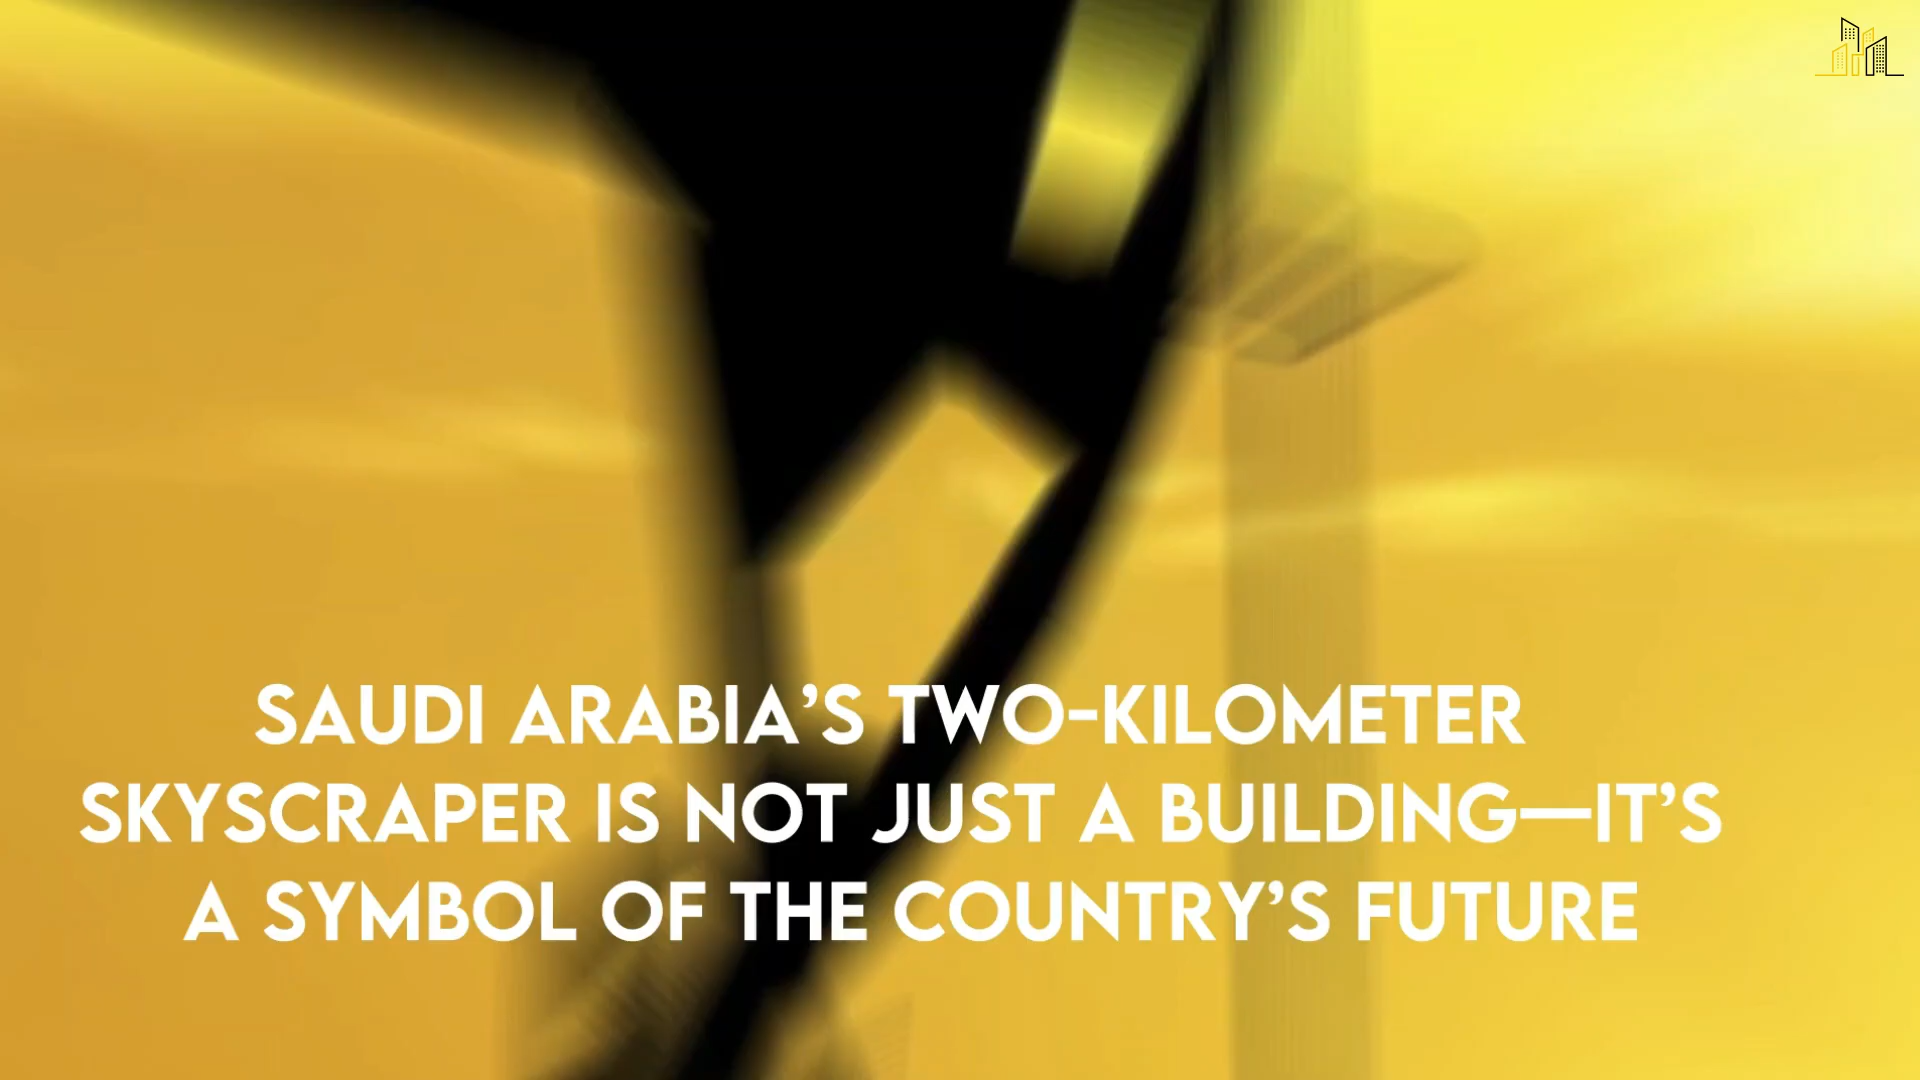 SAUDI ARABIA’S TWO-KILOMETER
SKYSCRAPER IS NOT JUST A BUILDING—IT’S
A SYMBOL OF THE COUNTRY’S FUTURE